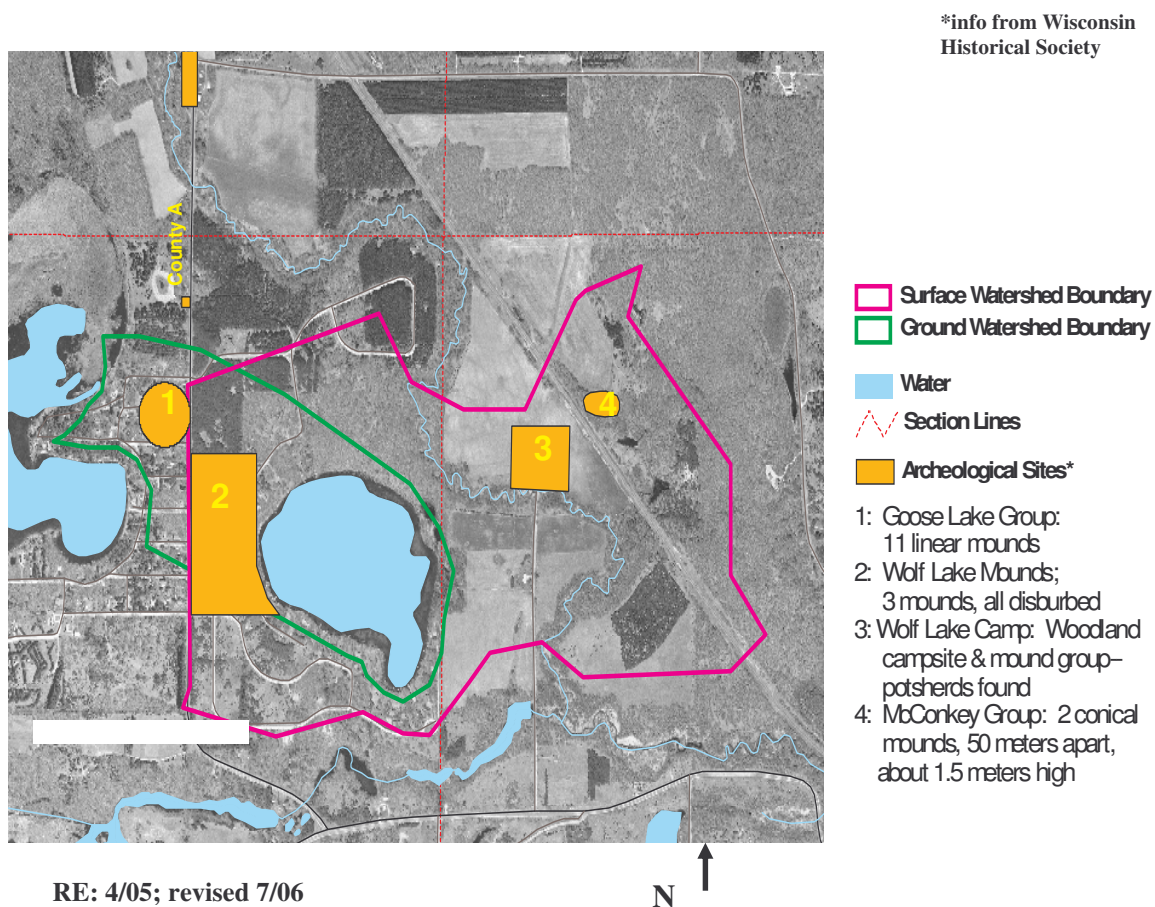 *info from Wisconsin
Historical Society
County A
1
2
3
4
Surface Watershed Boundary
Ground Watershed Boundary
Water
Section Lines
Archeological Sites*
1: Goose Lake Group:
11 linear mounds
2: Wolf Lake Mounds;
3 mounds, all disburbed
3: Wolf Lake Camp: Woodland
campsite & mound group–
potsherds found
4: McConkey Group: 2 conical
mounds, 50 meters apart,
about 1.5 meters high
RE: 4/05; revised 7/06
N